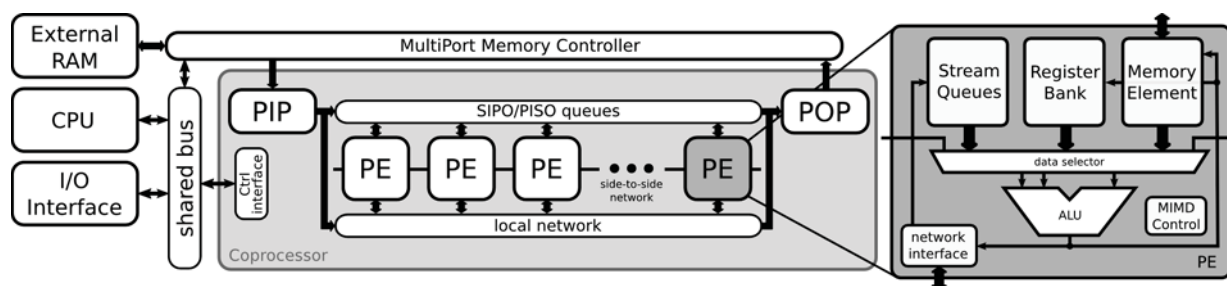 External
RAM
MultiPort Memory Controller
CPU
I/O
Interface
shared bus
PIP
SIPO/PISO queues
POP
Ctrl
interface
PE
PE
PE
PE
side-to-side
network
local network
Coprocessor
Stream
Queues
Register
Bank
Memory
Element
data selector
ALU
MIMD
Control
network
interface
PE